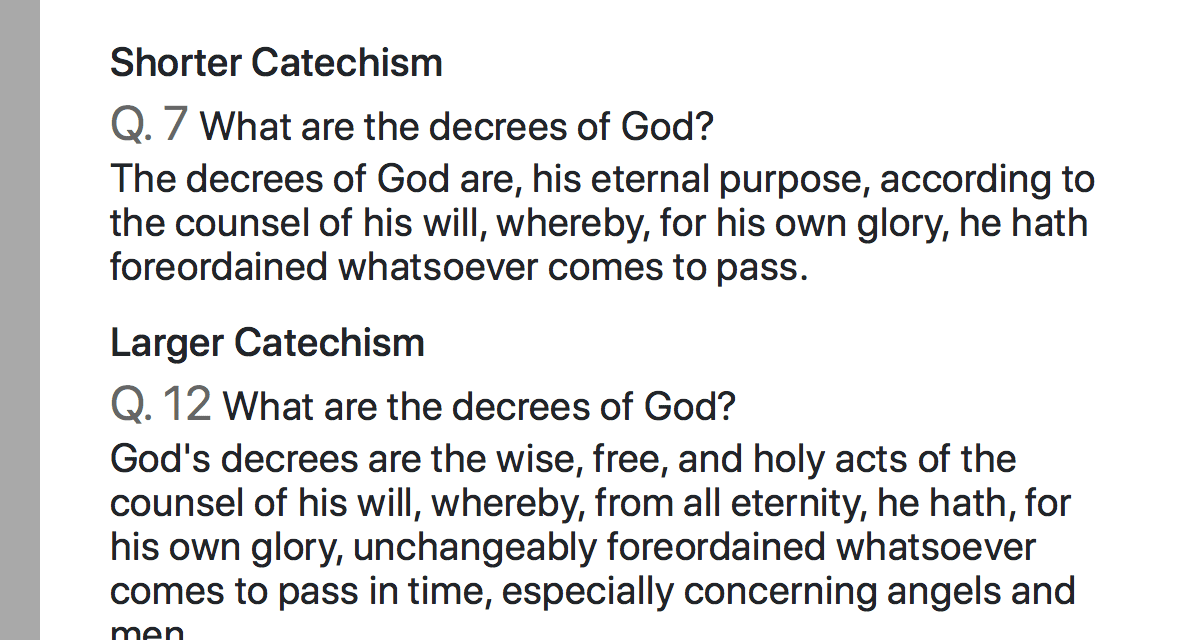 Shorter Catechism
Q. 7 What are the decrees of God?
The decrees of God are, his eternal purpose, according to
the counsel of his will, whereby, for his own glory, he hath
foreordained whatsoever comes to pass.
Larger Catechism
Q. 12 What are the decrees of God?
God's decrees are the wise, free, and holy acts of the
counsel of his will, whereby, from all eternity, he hath, for
his own glory, unchangeably foreordained whatsoever
comes to pass in time, especially concerning angels and
men